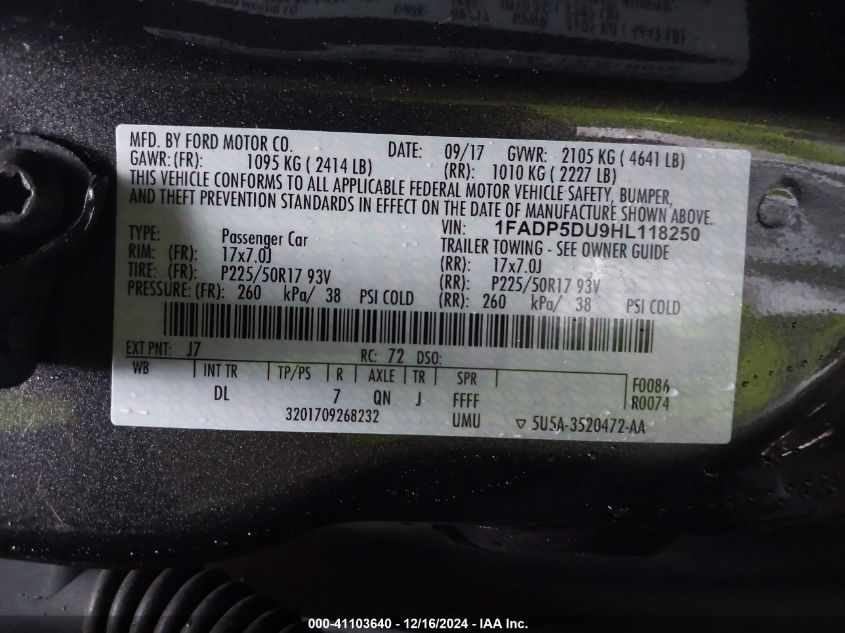 MFD. BY FORD MOTOR CO. DATE: 09/17 GVWR: 2105 KG ( 4641 LB)
GAWR: (FR): 1095 KG ( 2414 LB) (RR): 1010 KG ( 2227 LB)
THIS VEHICLE CONFORMS TO ALL APPLICABLE FEDERAL MOTOR VEHICLE SAFETY, BUMPER,
AND THEFT PREVENTION STANDARDS IN EFFECT ON THE DATE OF MANUFACTURE SHOWN ABOVE
VIN: 1FADP5DU9HL118250
TYPE: Passenger Car TRAILER TOWING - SEE OWNER GUIDE
RIM: (FR): 17x7.0J (RR): 17x7.0J
TIRE: (FR): P225/50R17 93V (RR): P225/50R17 93V
PRESSURE: (FR): 260 kPa/ 38 PSI COLD (RR): 260 kPa/ 38 PSI COLD
EXT PNT: J7 RC: 72 DSO:
WB INT TR TP/PS R AXLE TR SPR F0086
DL 7 QN J FFFF R0074
3201709268232 UMU ▽ 5U5A-3520472-AA
000-41103640 - 12/16/2024 - IAA Inc.